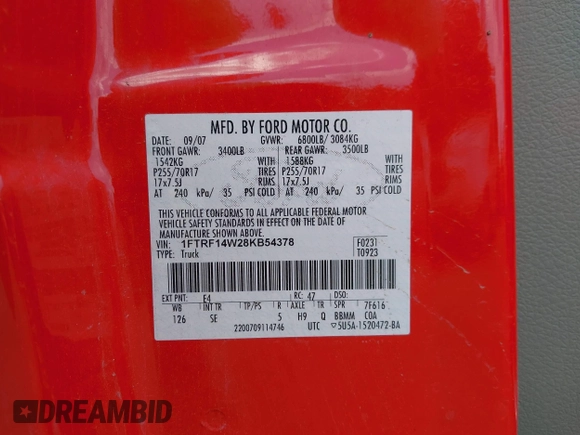 MFD. BY FORD MOTOR CO.
DATE: 09/07 GVWR: 6800LB/ 3084KG
FRONT GAWR: 3400LB REAR GAWR: 3500LB
1542KG WITH 1588KG WITH
P255/70R17 TIRES P255/70R17 TIRES
17x7.5J RIMS 17x7.5J RIMS
AT 240 kPa/ 35 PSI COLD AT 240 kPa/ 35 PSI COLD
THIS VEHICLE CONFORMS TO ALL APPLICABLE FEDERAL MOTOR
VEHICLE SAFETY STANDARDS IN EFFECT ON THE DATE OF
MANUFACTURE SHOWN ABOVE.
VIN: 1FTRF14W28KB54378 F0231
TYPE: Truck T0923
EXT PNT: E4 RC: 47 DSO:
WB INT TR TP/PS R AXLE TR SPR 7F616
126 SE 5 H9 Q BBMM COA
2200709114746 UTC ▽5U5A-1520472-BA
DREAMBID